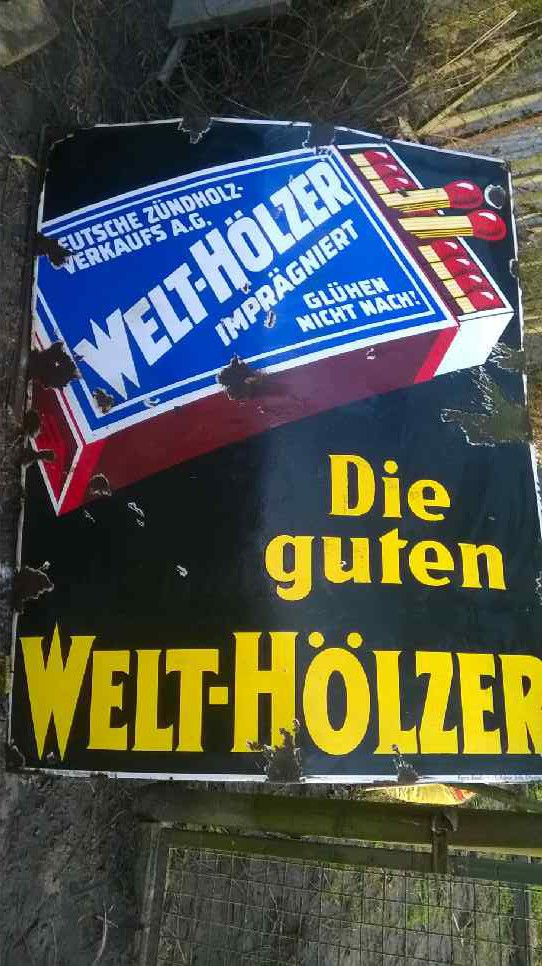 EUTSCHE ZÜNDHOLZ-
VERKAUFS A.G.
WELT-HÖLZER
IMPRÄGNIERT
GLÜHEN
NICHT NACH!
Die
guten
WELT-HÖLZER